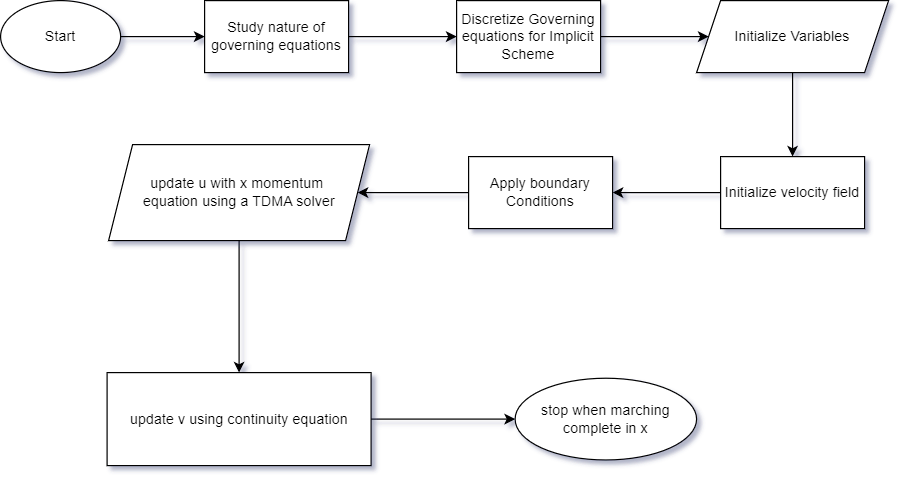 Start
Study nature of
governing equations
Discretize Governing
equations for Implicit
Scheme
Initialize Variables
Initialize velocity field
Apply boundary
Conditions
update u with x momentum
equation using a TDMA solver
update v using continuity equation
stop when marching
complete in x